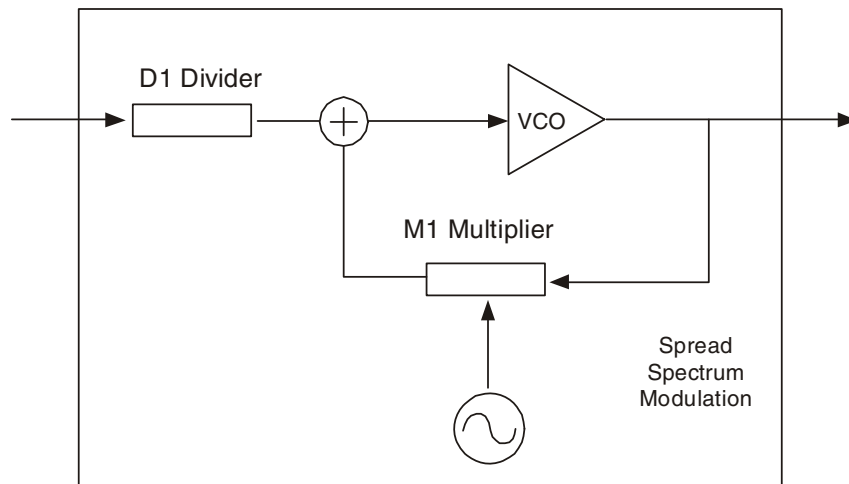 D1 Divider
VCO
M1 Multiplier
Spread
Spectrum
Modulation